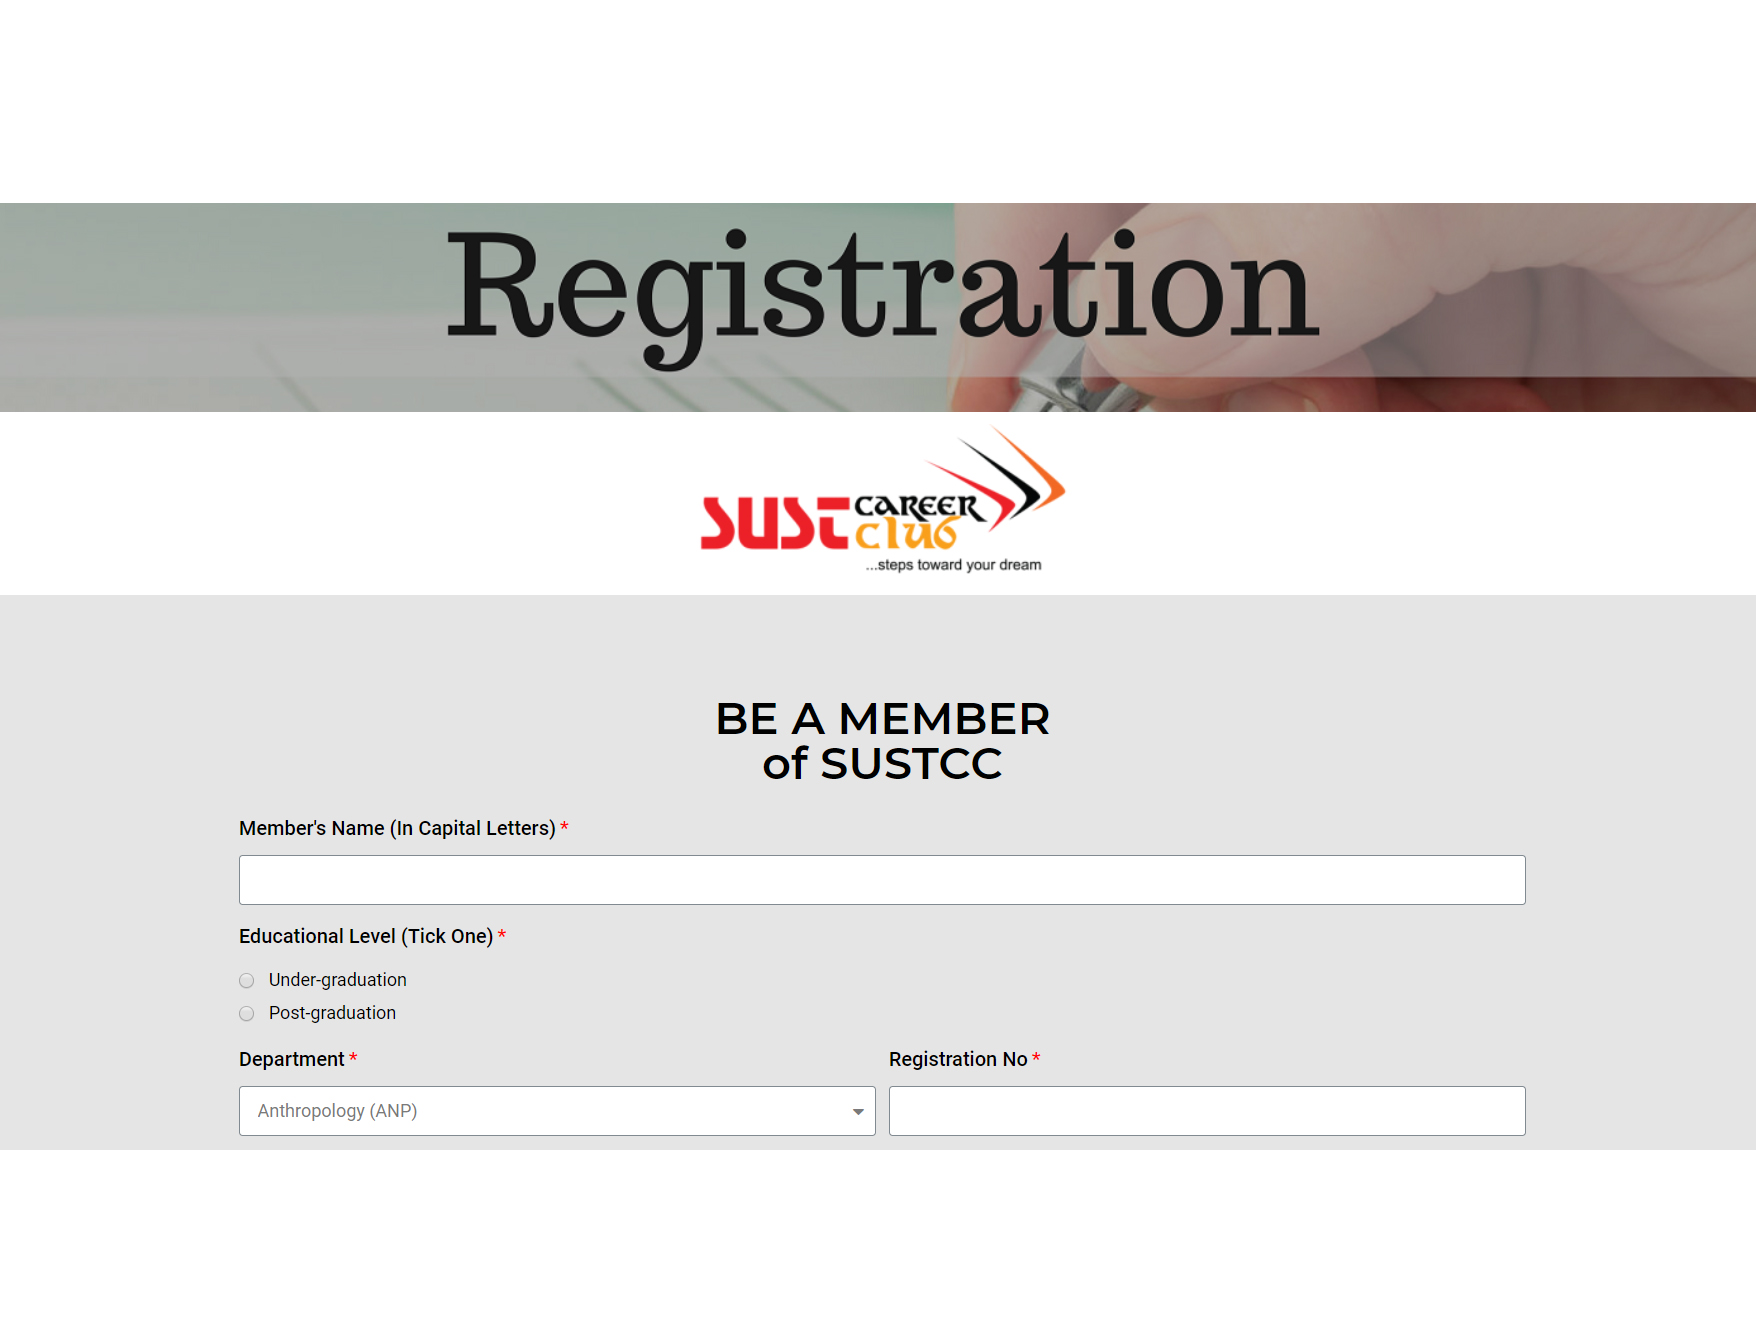 Registration
SUST CAREER club
...steps toward your dream
BE A MEMBER
of SUSTCC
Member's Name (In Capital Letters) *
Educational Level (Tick One) *
Under-graduation
Post-graduation
Department *
Registration No *
Anthropology (ANP)